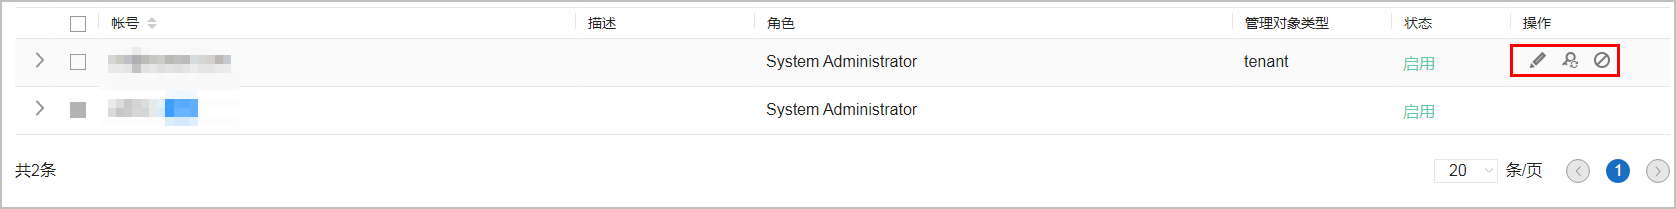 帐号 描述 角色 管理对象类型 状态 操作
System Administrator tenant 启用
System Administrator 启用
共2条 20 条/页 1